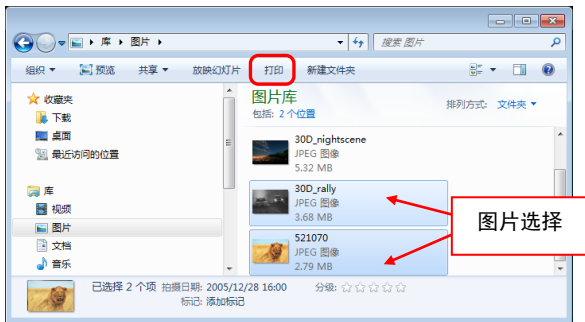 库 图片
搜索 图片
组织 预览 共享 放映幻灯片 打印 新建文件夹
收藏夹
下载
桌面
最近访问的位置
库
视频
图片
文档
音乐
图片库
包括: 2 个位置
排列方式: 文件夹
30D_nightscene
JPEG 图像
5.32 MB
30D_rally
JPEG 图像
3.68 MB
521070
JPEG 图像
2.79 MB
图片选择
已选择 2 个项 拍摄日期: 2005/12/28 16:00 分级: ☆☆☆☆☆
标记: 添加标记